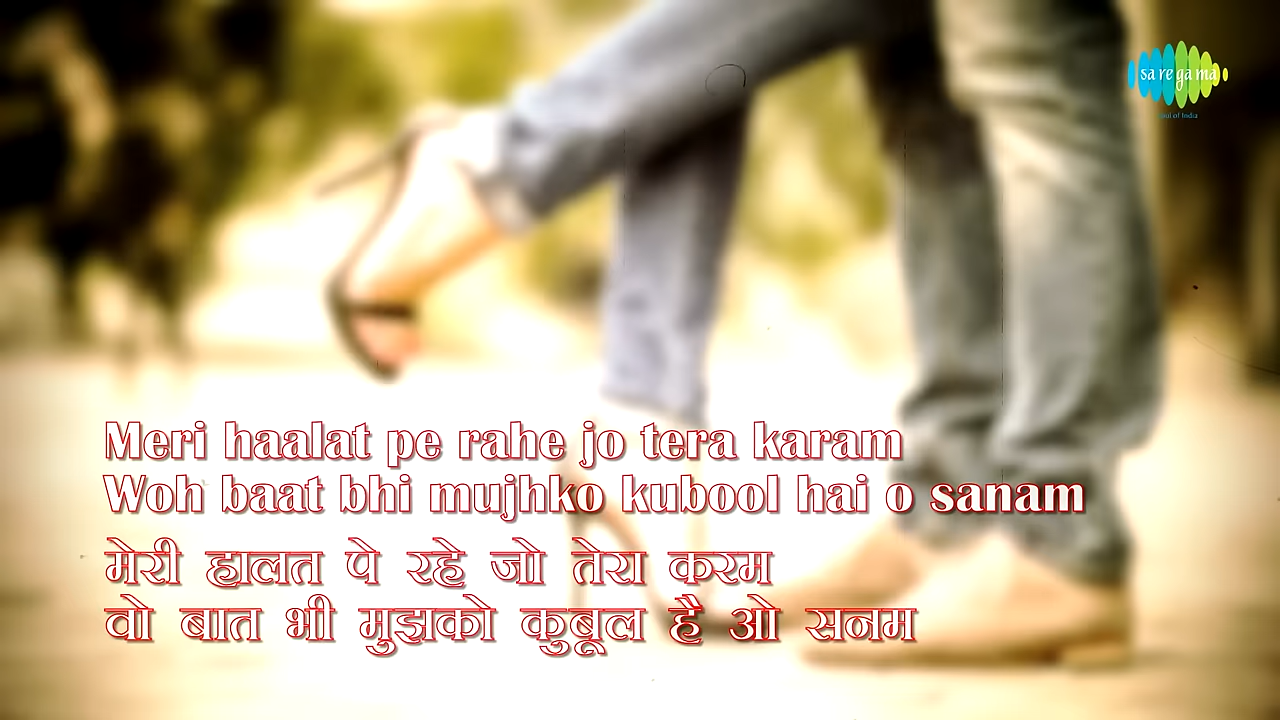 sa re ga ma
Meri haalat pe rahe jo tera karam
Woh baat bhi mujhko kubool hai o sanam
मेरी हालत पे रहे जो तेरा करम
वो बात भी मुझको कुबूल है ओ सनम